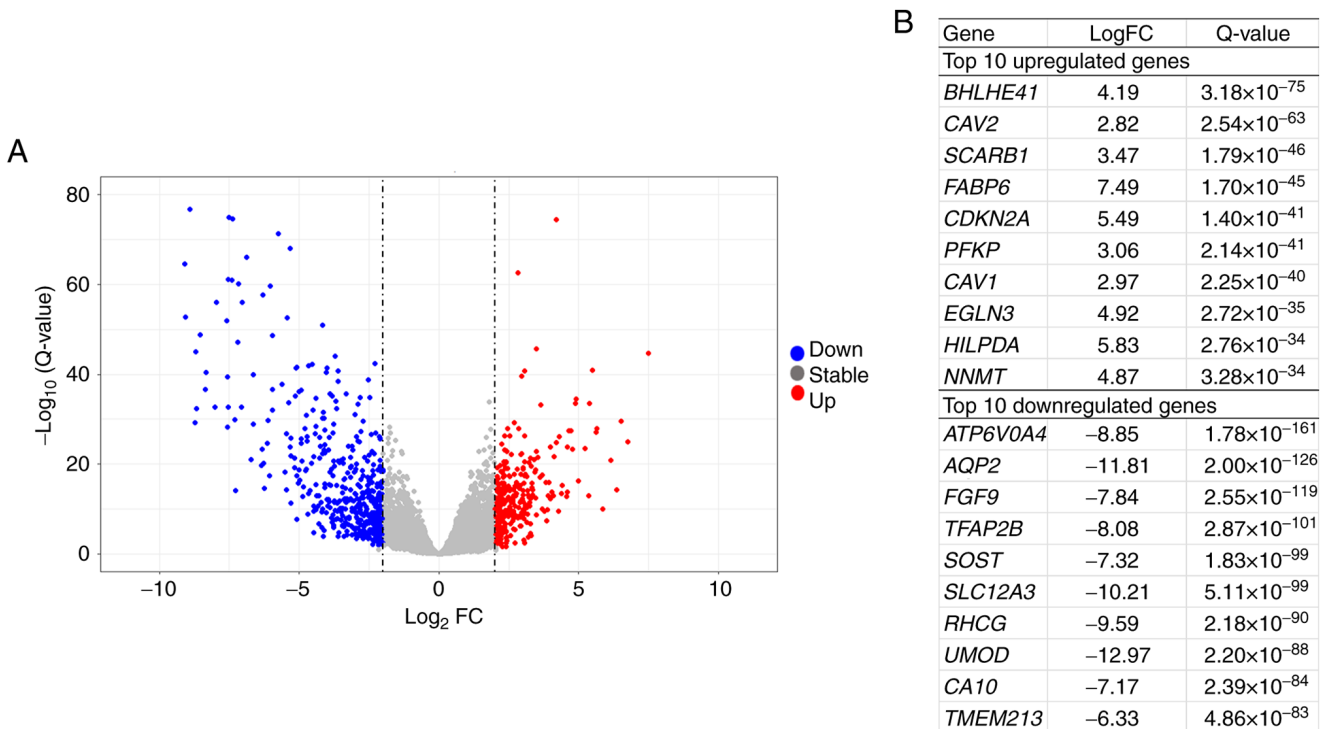 A
80
60
40
20
0
−Log10 (Q-value)
−10
−5
0
5
10
Log2 FC
Down
Stable
Up
B
Gene LogFC Q-value
Top 10 upregulated genes
BHLHE41 4.19 3.18×10−75
CAV2 2.82 2.54×10−63
SCARB1 3.47 1.79×10−46
FABP6 7.49 1.70×10−45
CDKN2A 5.49 1.40×10−41
PFKP 3.06 2.14×10−41
CAV1 2.97 2.25×10−40
EGLN3 4.92 2.72×10−35
HILPDA 5.83 2.76×10−34
NNMT 4.87 3.28×10−34
Top 10 downregulated genes
ATP6V0A4 −8.85 1.78×10−161
AQP2 −11.81 2.00×10−126
FGF9 −7.84 2.55×10−119
TFAP2B −8.08 2.87×10−101
SOST −7.32 1.83×10−99
SLC12A3 −10.21 5.11×10−99
RHCG −9.59 2.18×10−90
UMOD −12.97 2.20×10−88
CA10 −7.17 2.39×10−84
TMEM213 −6.33 4.86×10−83